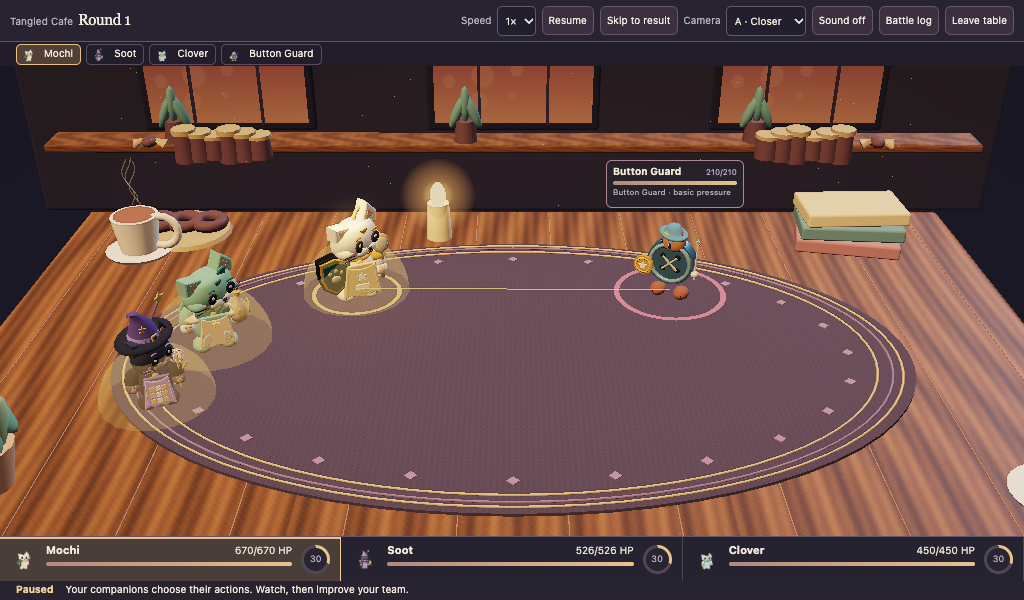 Tangled Cafe Round 1
Speed 1x Resume Skip to result Camera A · Closer Sound off Battle log Leave table
Mochi Soot Clover Button Guard
Button Guard 210/210
Button Guard · basic pressure
Mochi 670/670 HP 30
Soot 526/526 HP 30
Clover 450/450 HP 30
Paused Your companions choose their actions. Watch, then improve your team.